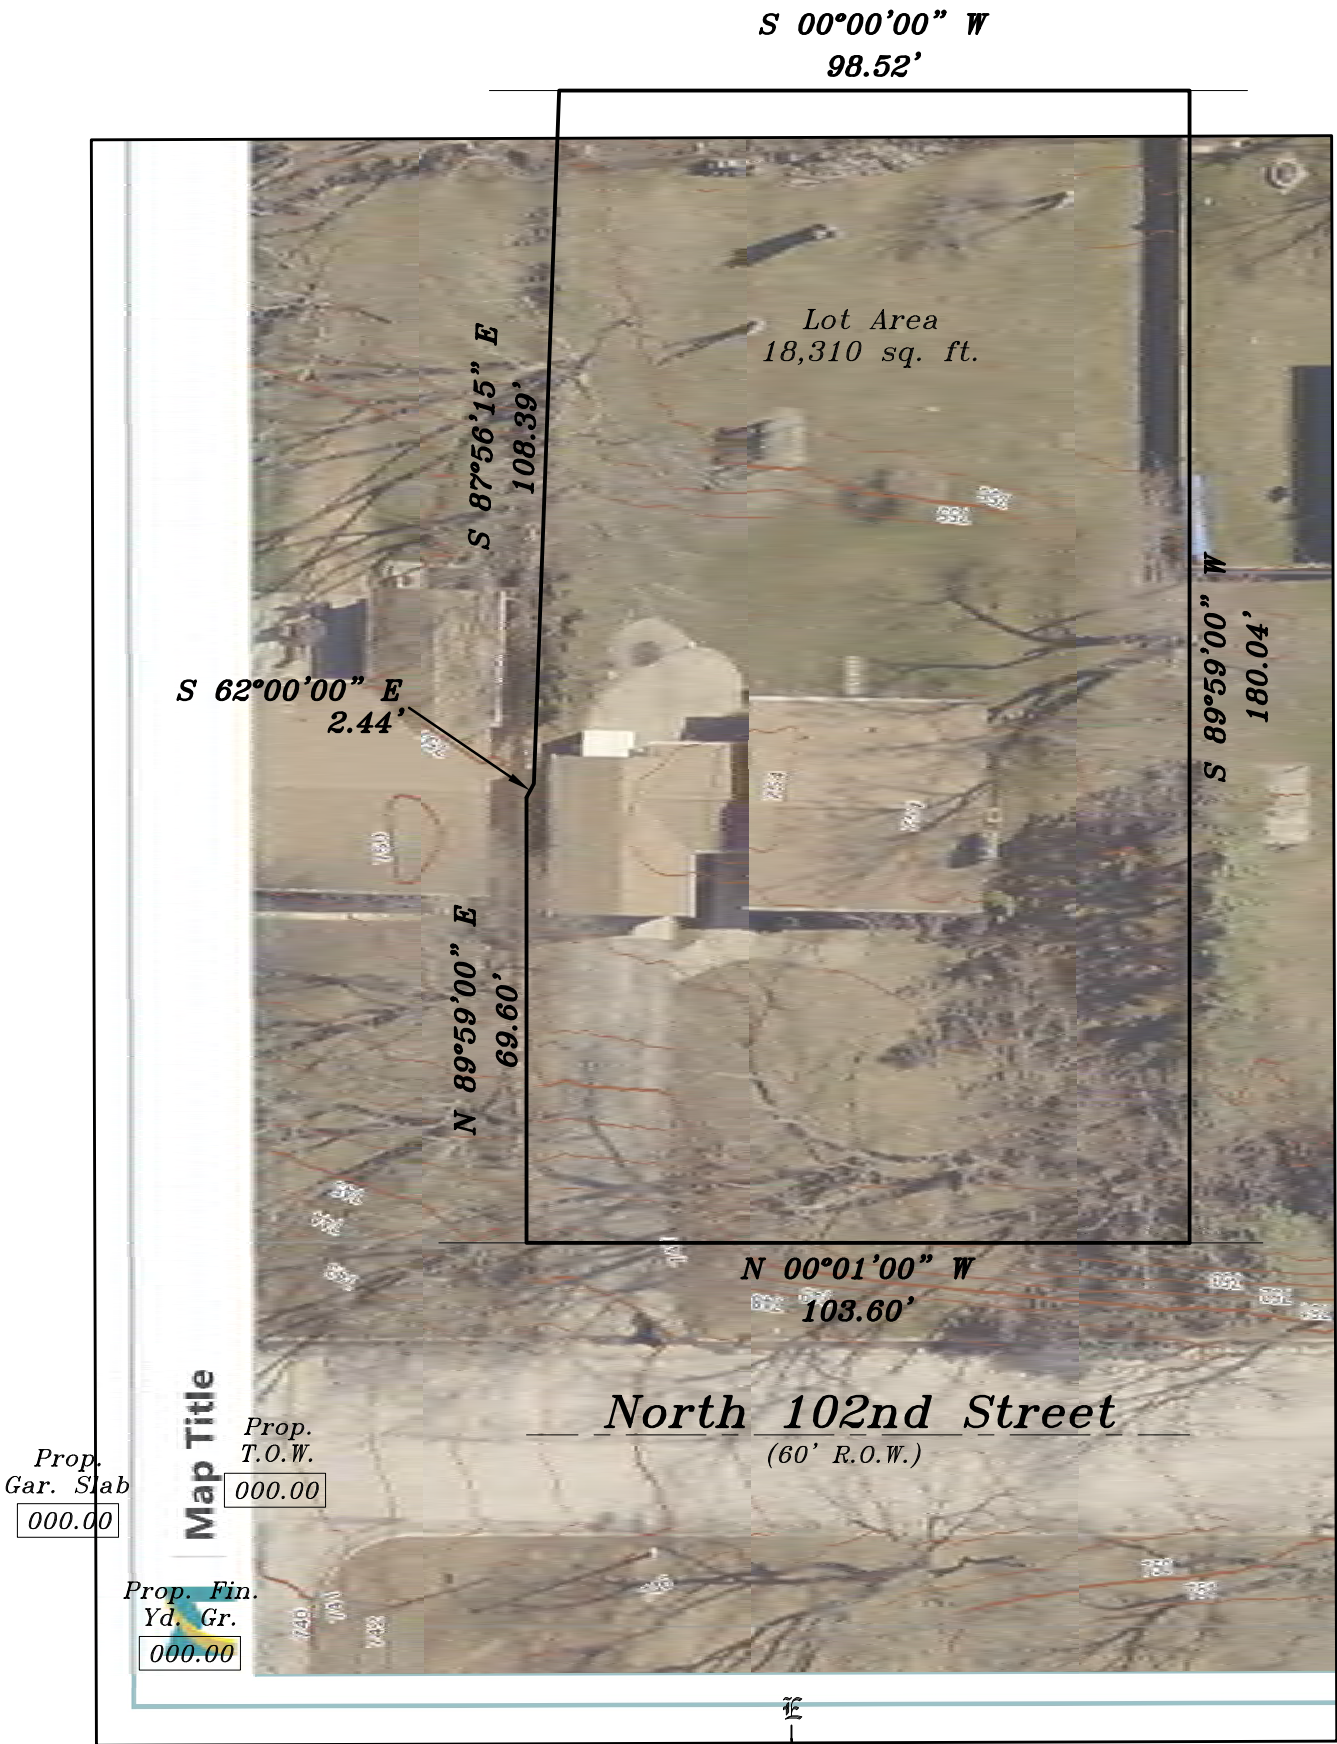 S 00°00'00" W
98.52'
Lot Area
18,310 sq. ft.
S 87°56'15" E
108.39'
S 62°00'00" E
2.44'
S 89°59'00" W
180.04'
N 89°59'00" E
69.60'
N 00°01'00" W
103.60'
North 102nd Street
(60' R.O.W.)
Map Title
Prop.
T.O.W.
000.00
Prop.
Gar. Slab
000.00
Prop. Fin.
Yd. Gr.
000.00
740
742
E